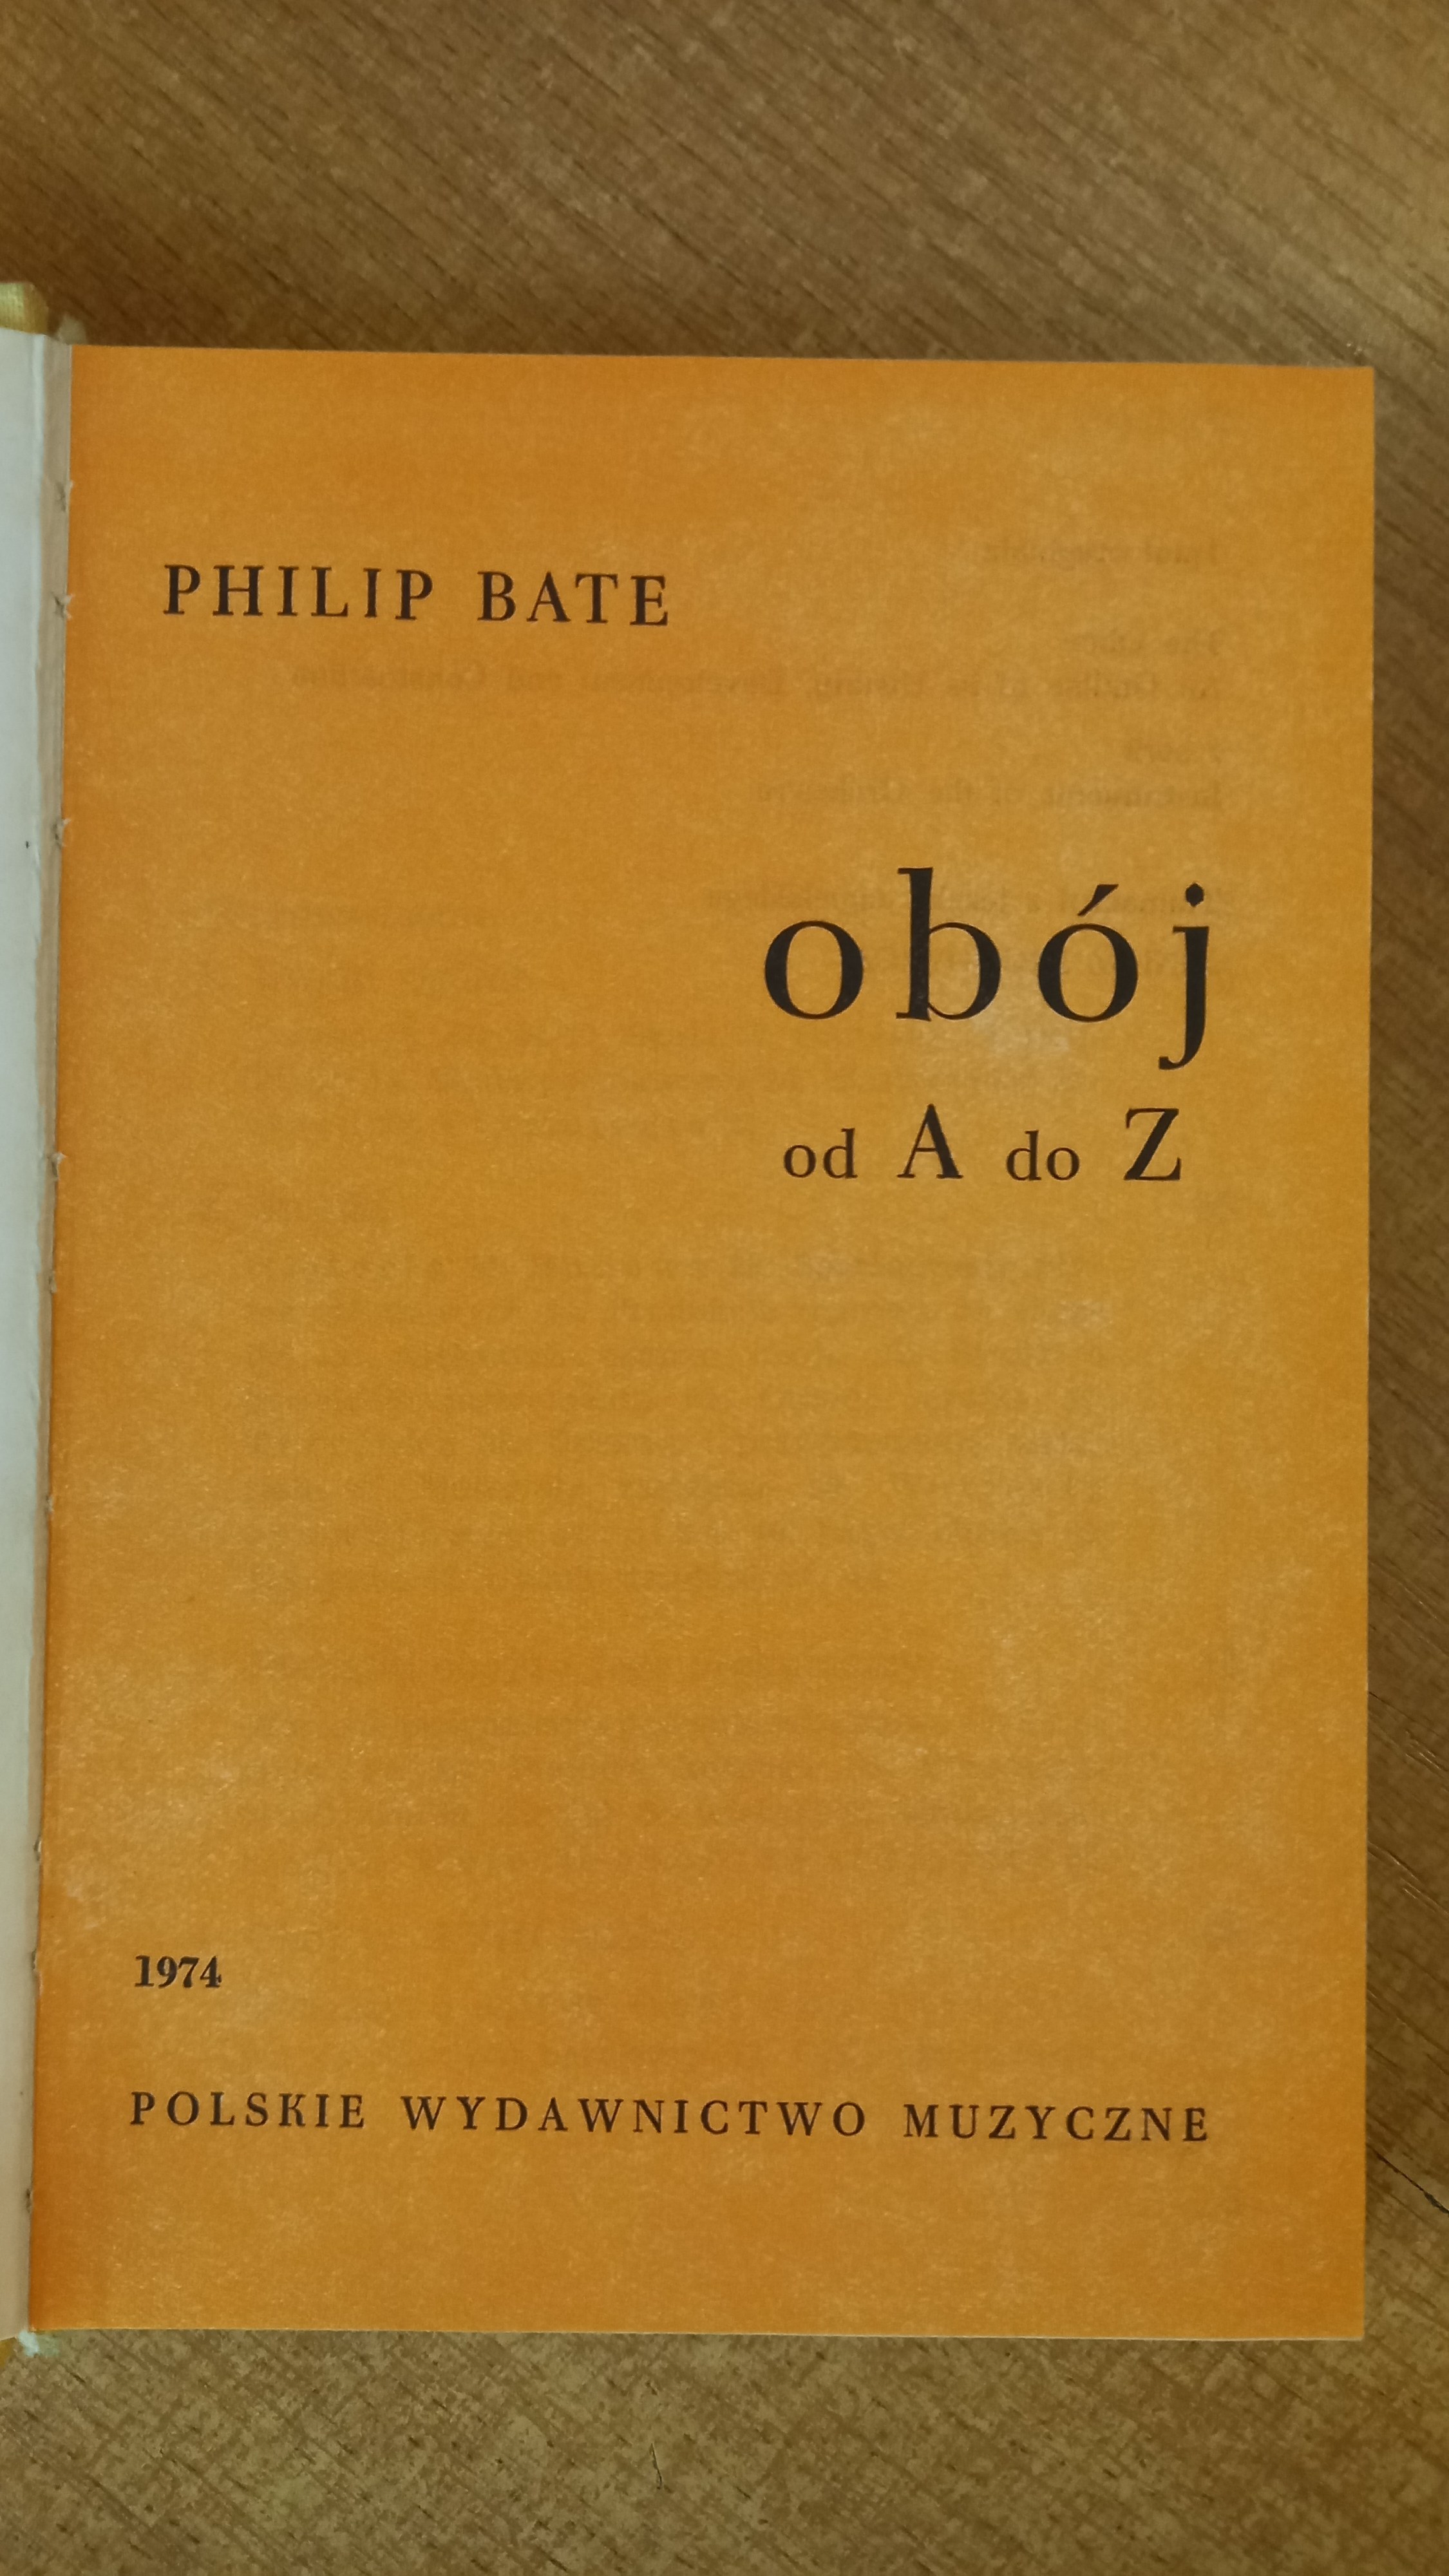 PHILIP BATE
obój
od A do Z
1974
POLSKIE WYDAWNICTWO MUZYCZNE